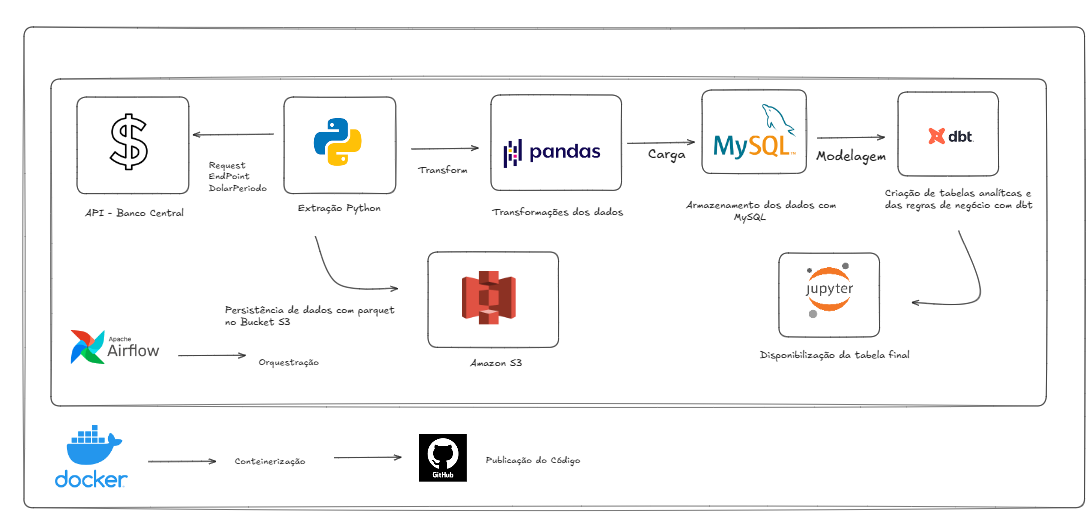 pandas
MySQL
dbt
Request
EndPoint
DolarPeriodo
Transform
Carga
Modelagem
API - Banco Central
Extração Python
Transformações dos dados
Armazenamento dos dados com
MySQL
Criação de tabelas analítcas e
das regras de negócio com dbt
jupyter
Persistência de dados com parquet
no Bucket S3
Apache
Airflow
Orquestração
Amazon S3
Disponibilização da tabela final
docker
Conteinerização
GitHub
Publicação do Código